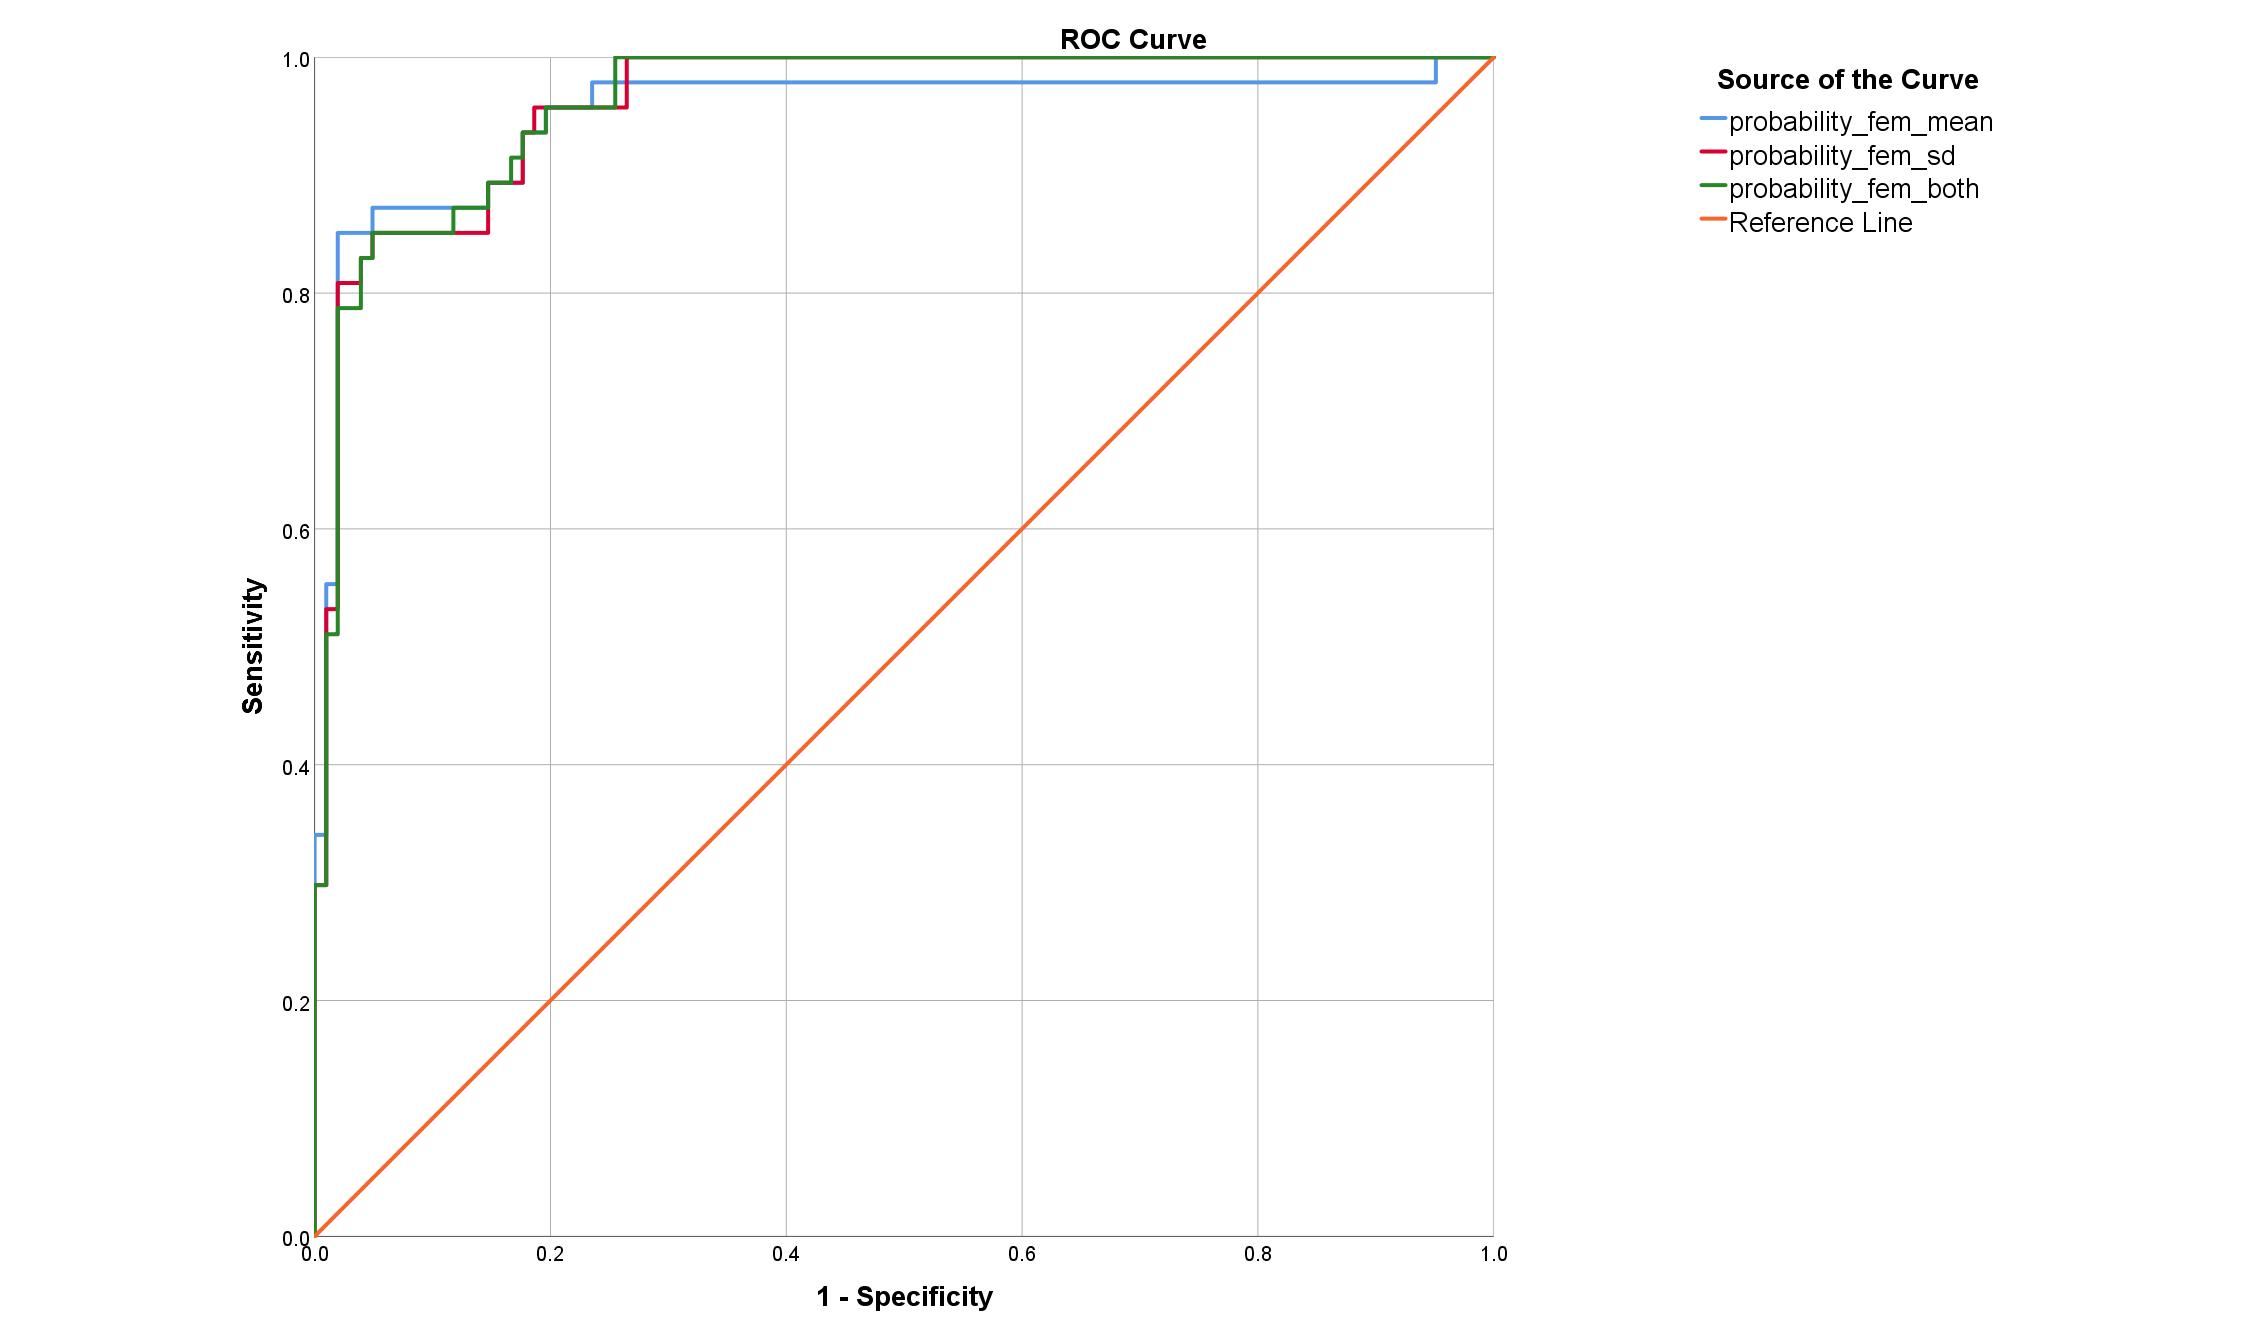 ROC Curve
Source of the Curve
probability_fem_mean
probability_fem_sd
probability_fem_both
Reference Line
Sensitivity
1.0
0.8
0.6
0.4
0.2
0.0
0.0 0.2 0.4 0.6 0.8 1.0
1 - Specificity